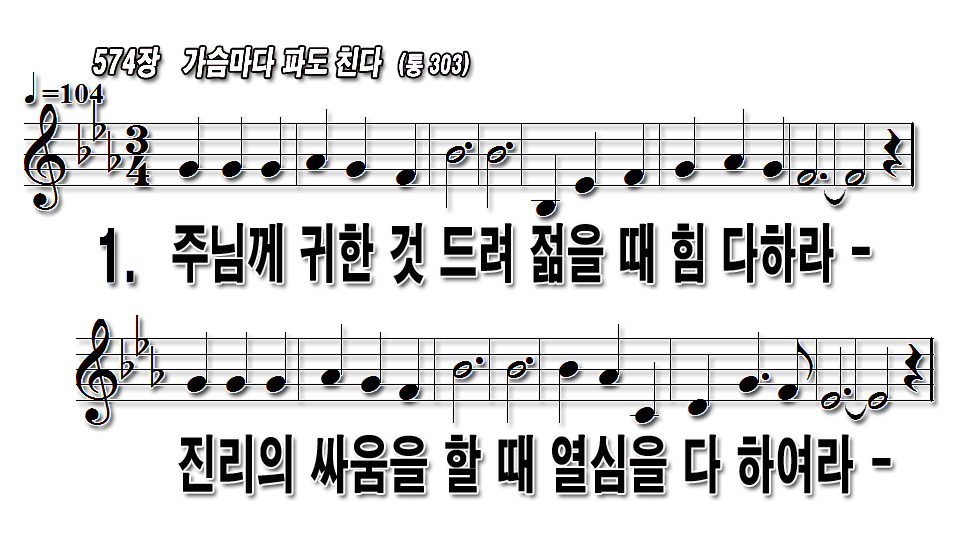 574장 가슴마다 파도 친다 (통 303)
♩=104
3
4
1. 주님께 귀한 것 드려 젊을 때 힘 다하라 -
진리의 싸움을 할 때 열심을 다 하여라 -